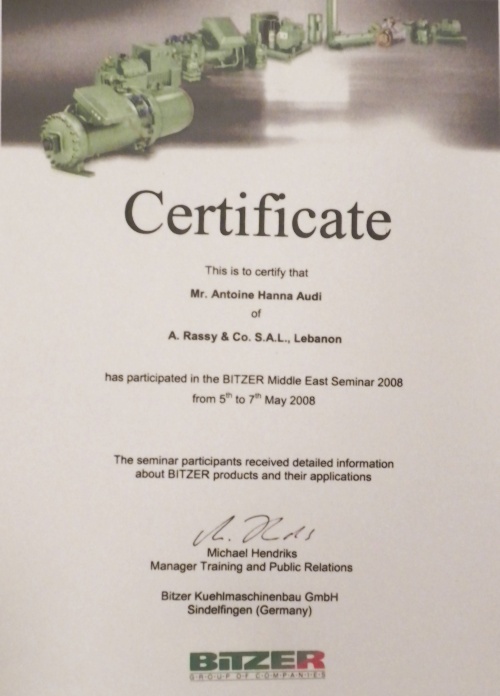 Certificate
This is to certify that
Mr. Antoine Hanna Audi
of
A. Rassy & Co. S.A.L., Lebanon
has participated in the BITZER Middle East Seminar 2008
from 5th to 7th May 2008
The seminar participants received detailed information
about BITZER products and their applications
Michael Hendriks
Manager Training and Public Relations
Bitzer Kuehlmaschinenbau GmbH
Sindelfingen (Germany)
BITZER
GROUP OF COMPANIES